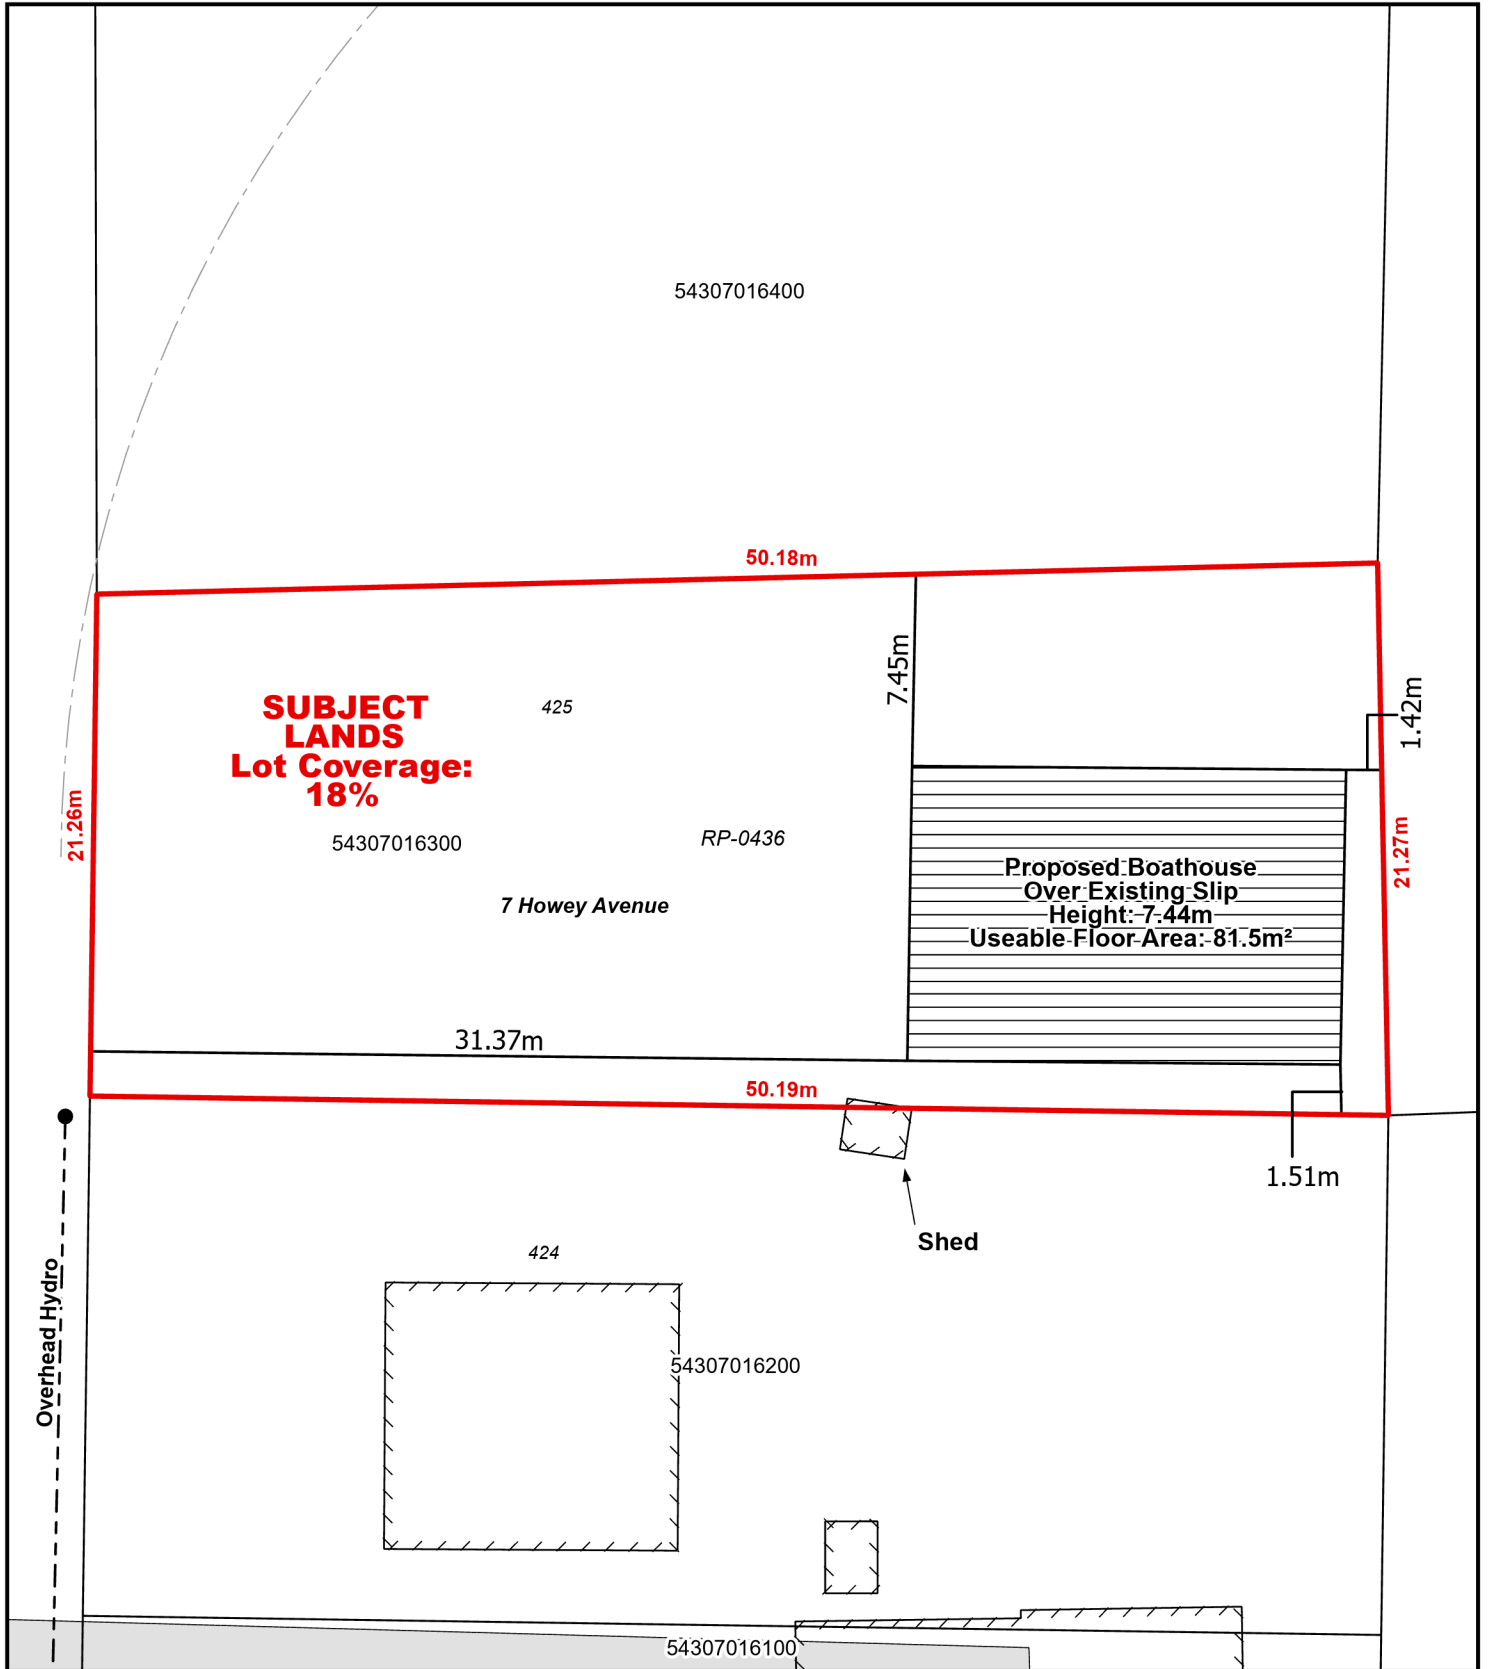 54307016400
50.18m
7.45m
SUBJECT
LANDS
Lot Coverage:
18%
425
1.42m
21.26m
54307016300
RP-0436
21.27m
Proposed Boathouse
Over Existing Slip
Height: 7.44m
Useable Floor Area: 81.5m²
7 Howey Avenue
31.37m
50.19m
1.51m
Shed
424
Overhead Hydro
54307016200
54307016100